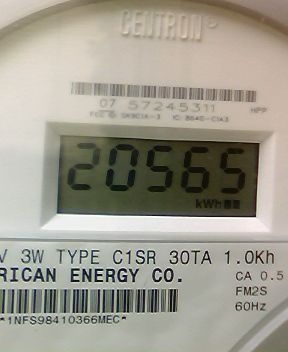 CENTRON®
07 57245311 HPP
20565
kWh
V 3W TYPE C1SR 30TA 1.0Kh
RICAN ENERGY CO. CA 0.5
FM2S
*1NFS98410366MEC* 60Hz